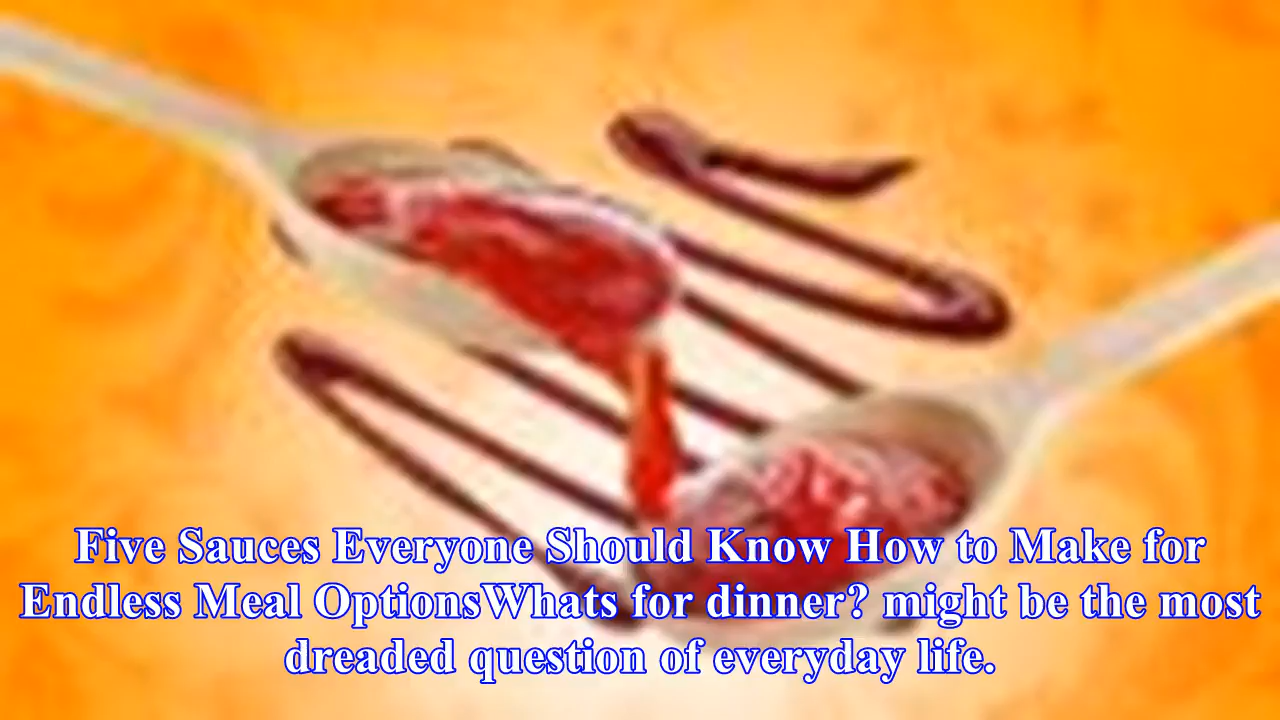 Five Sauces Everyone Should Know How to Make for
Endless Meal OptionsWhats for dinner? might be the most
dreaded question of everyday life.